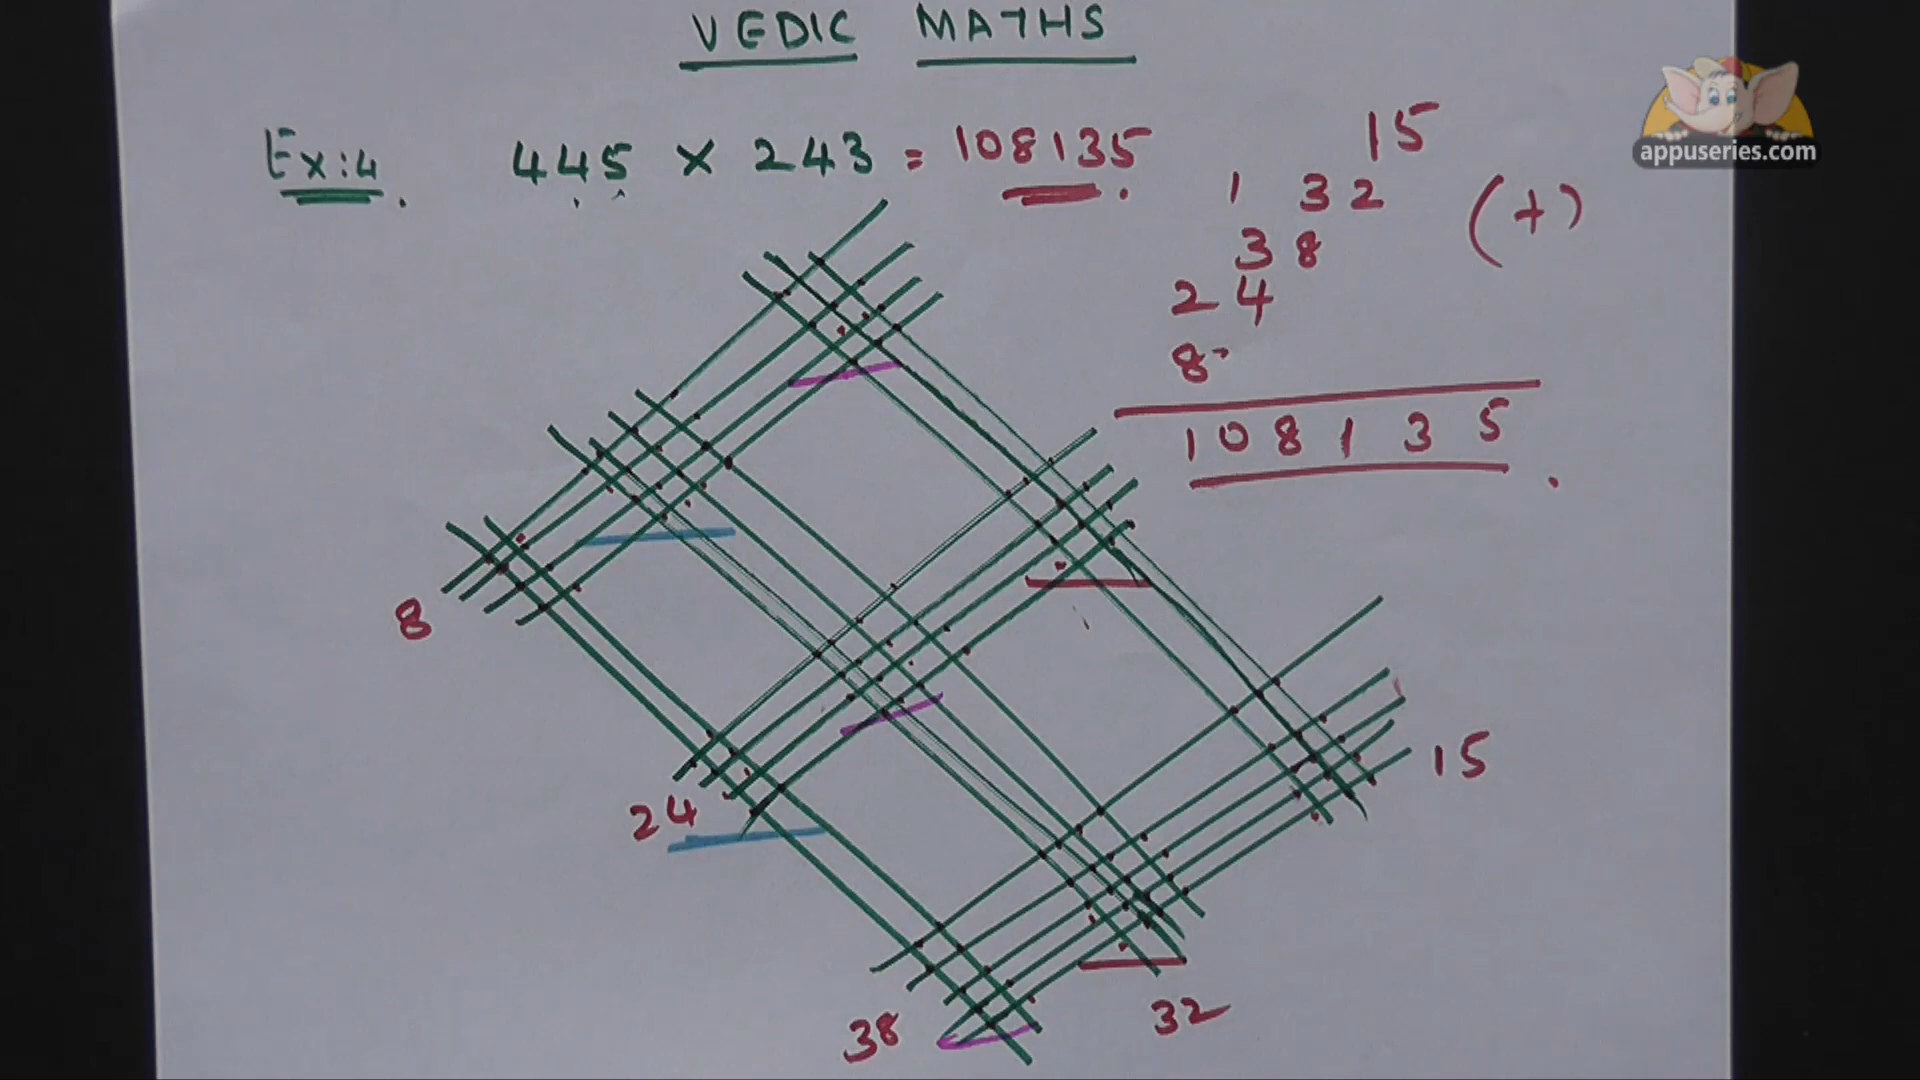 VEDIC MATHS
Ex:4. 445 × 243 = 108135.
15
1 32 (+)
38
24
8
108135.
8
24
15
38
32
appuseries.com